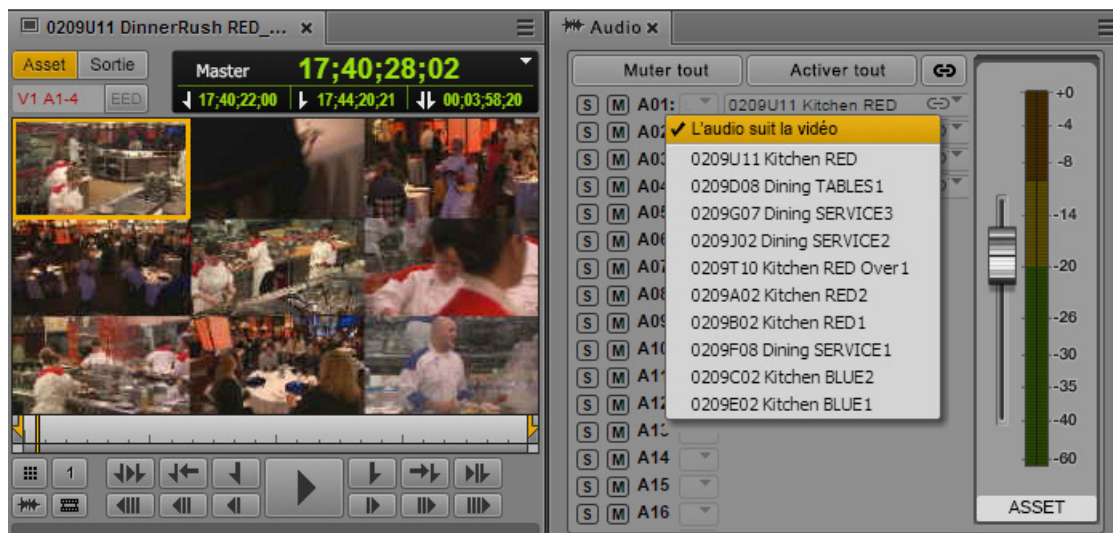 0209U11 DinnerRush RED_...
Asset Sortie
Master 17;40;28;02
V1 A1-4 EED
17;40;22;00 17;44;20;21 00;03;58;20
1
Audio
Muter tout Activer tout
S M A01: 0209U11 Kitchen RED
S M A02
S M A03
S M A04
S M A05
S M A06
S M A07
S M A08
S M A09
S M A10
S M A11
S M A12
S M A13
S M A14
S M A15
S M A16
L'audio suit la vidéo
0209U11 Kitchen RED
0209D08 Dining TABLES1
0209G07 Dining SERVICE3
0209J02 Dining SERVICE2
0209T10 Kitchen RED Over1
0209A02 Kitchen RED2
0209B02 Kitchen RED1
0209F08 Dining SERVICE1
0209C02 Kitchen BLUE2
0209E02 Kitchen BLUE1
+0
-4
-8
-14
-20
-26
-30
-35
-40
-60
ASSET